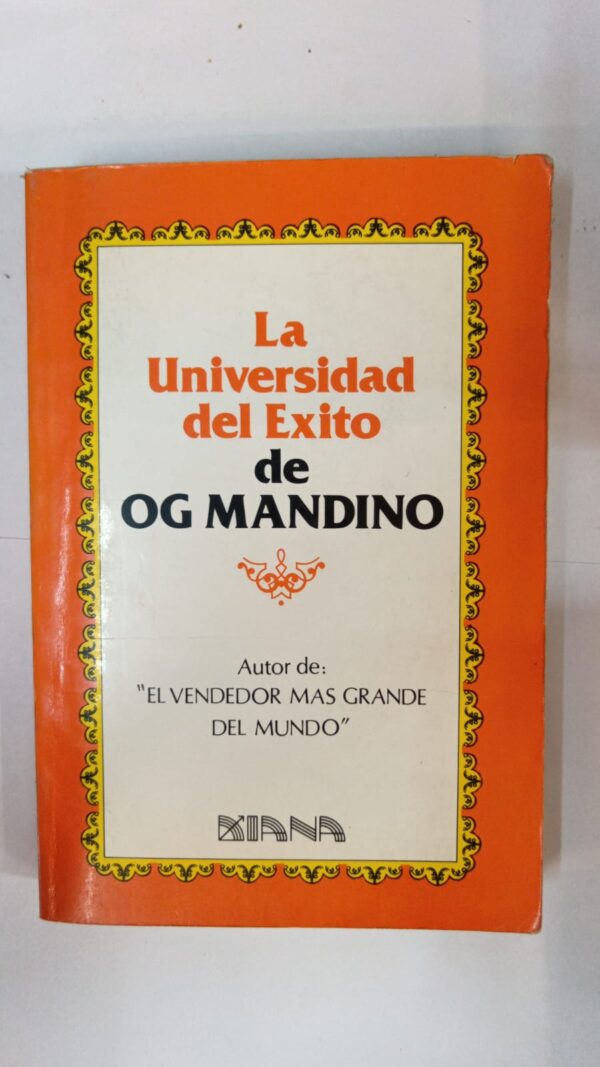 La
Universidad
del Exito
de
OG MANDINO
Autor de:
"EL VENDEDOR MAS GRANDE
DEL MUNDO"
DIANA